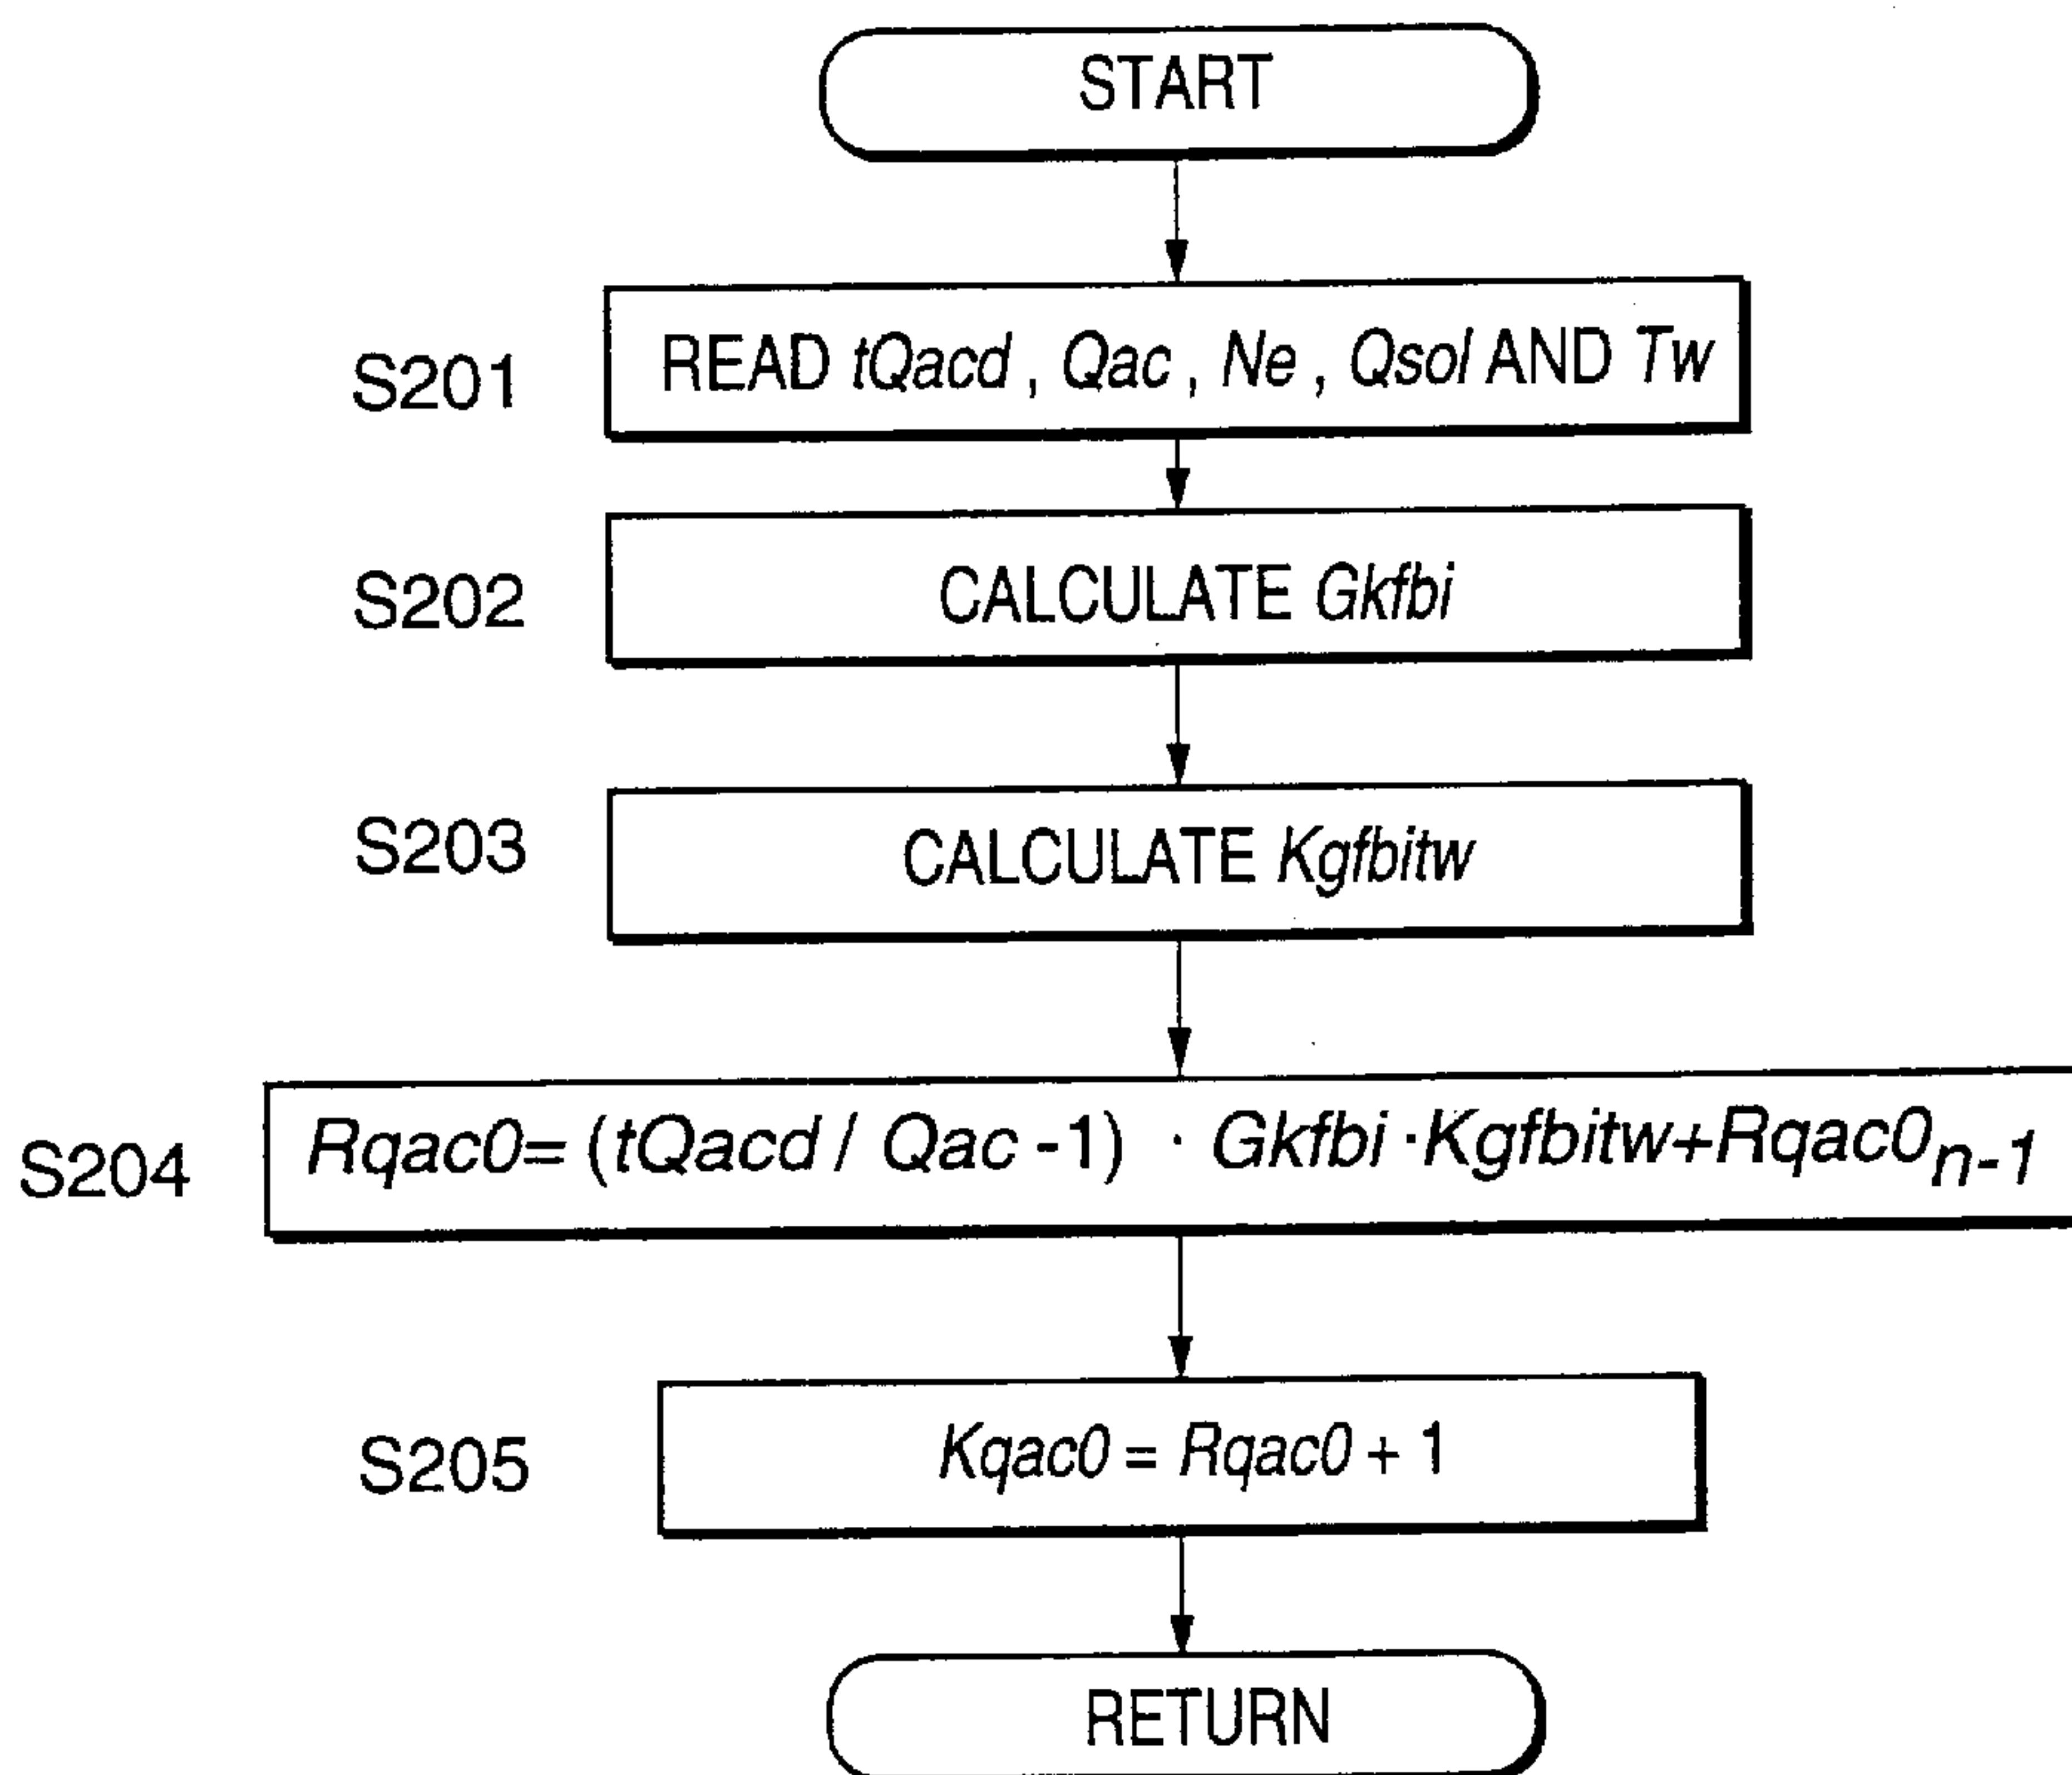 START
S201
READ tQacd, Qac, Ne, Qsol AND Tw
S202
CALCULATE Gkfbi
S203
CALCULATE Kgfbitw
S204
Rqac0= (tQacd / Qac -1) · Gkfbi ·Kgfbitw+Rqac0n-1
S205
Kqac0 = Rqac0 + 1
RETURN